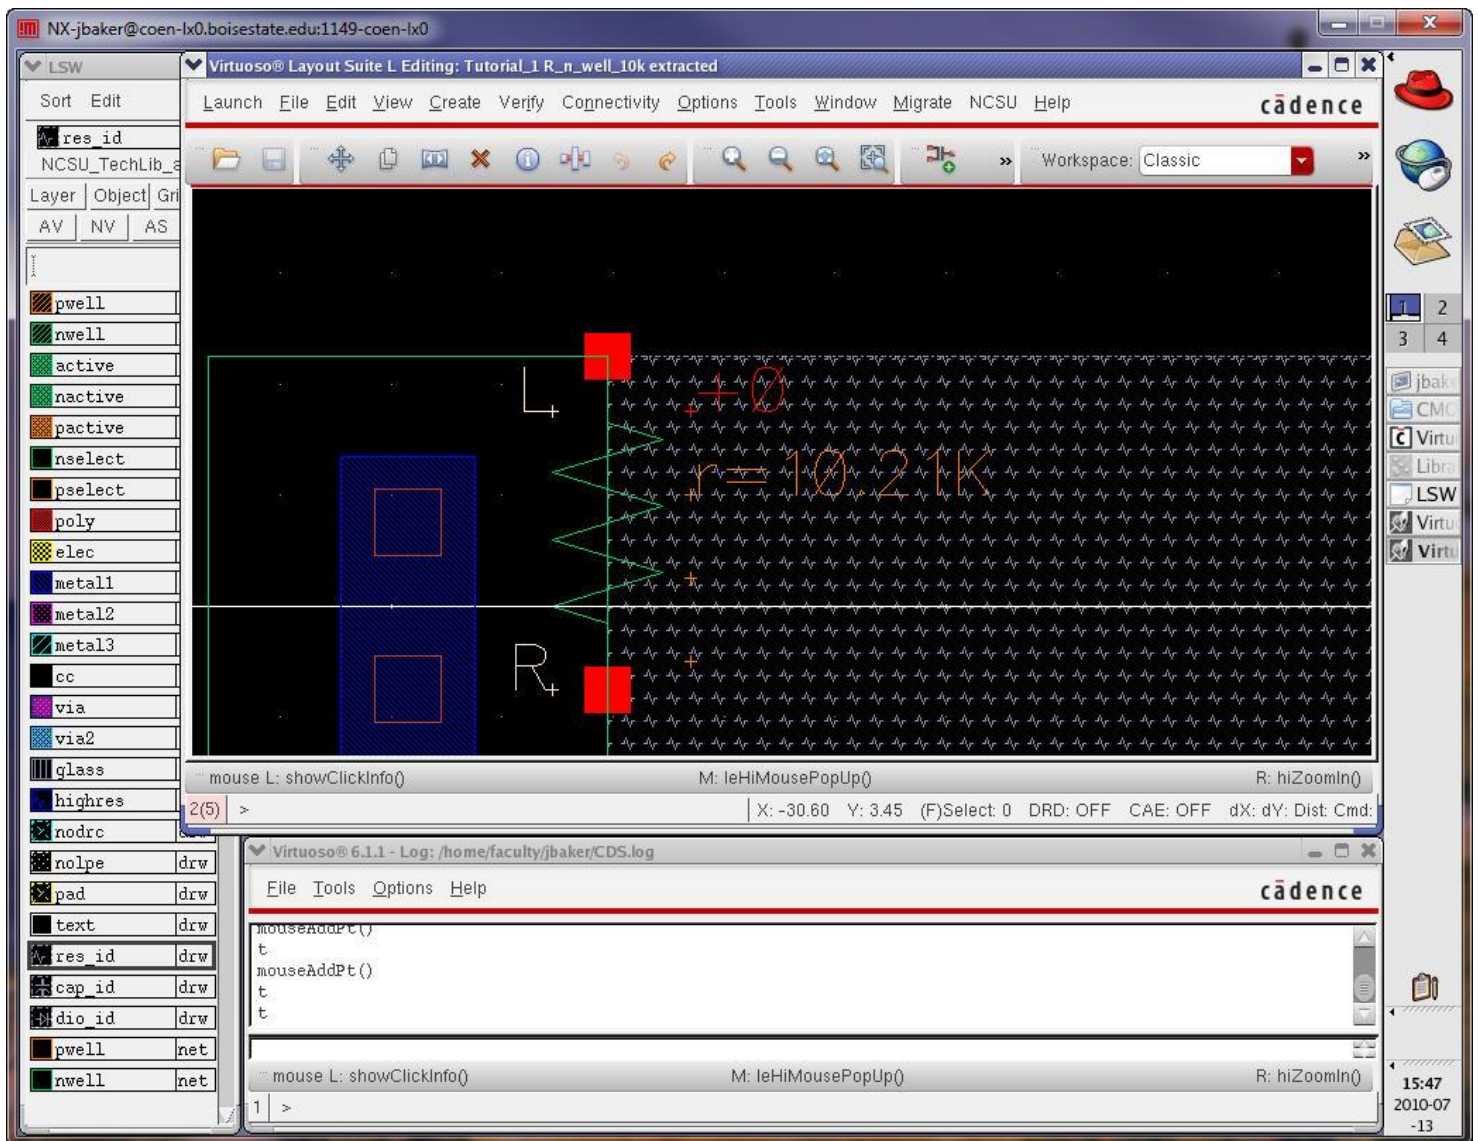 NX-jbaker@coen-lx0.boisestate.edu:1149-coen-lx0
LSW
Sort Edit
res_id
NCSU_TechLib_a
Layer Object Gri
AV NV AS
pwell
nwell
active
nactive
pactive
nselect
pselect
poly
elec
metal1
metal2
metal3
cc
via
via2
glass
highres
nodrc
nolpe drw
pad drw
text drw
res_id drw
cap_id drw
dio_id drw
pwell net
nwell net
Virtuoso® Layout Suite L Editing: Tutorial_1 R_n_well_10k extracted
Launch File Edit View Create Verify Connectivity Options Tools Window Migrate NCSU Help
cādence
» Workspace: Classic »
L
+0
r=10.21K
R
mouse L: showClickInfo() M: leHiMousePopUp() R: hiZoomIn()
2(5) > X: -30.60 Y: 3.45 (F)Select: 0 DRD: OFF CAE: OFF dX: dY: Dist: Cmd:
Virtuoso® 6.1.1 - Log: /home/faculty/jbaker/CDS.log
File Tools Options Help
cādence
mouseAddPt()
t
mouseAddPt()
t
t
mouse L: showClickInfo() M: leHiMousePopUp() R: hiZoomIn()
1 >
1 2
3 4
jbake
CMO
Virtu
Libra
LSW
Virtu
Virtu
15:47
2010-07
-13